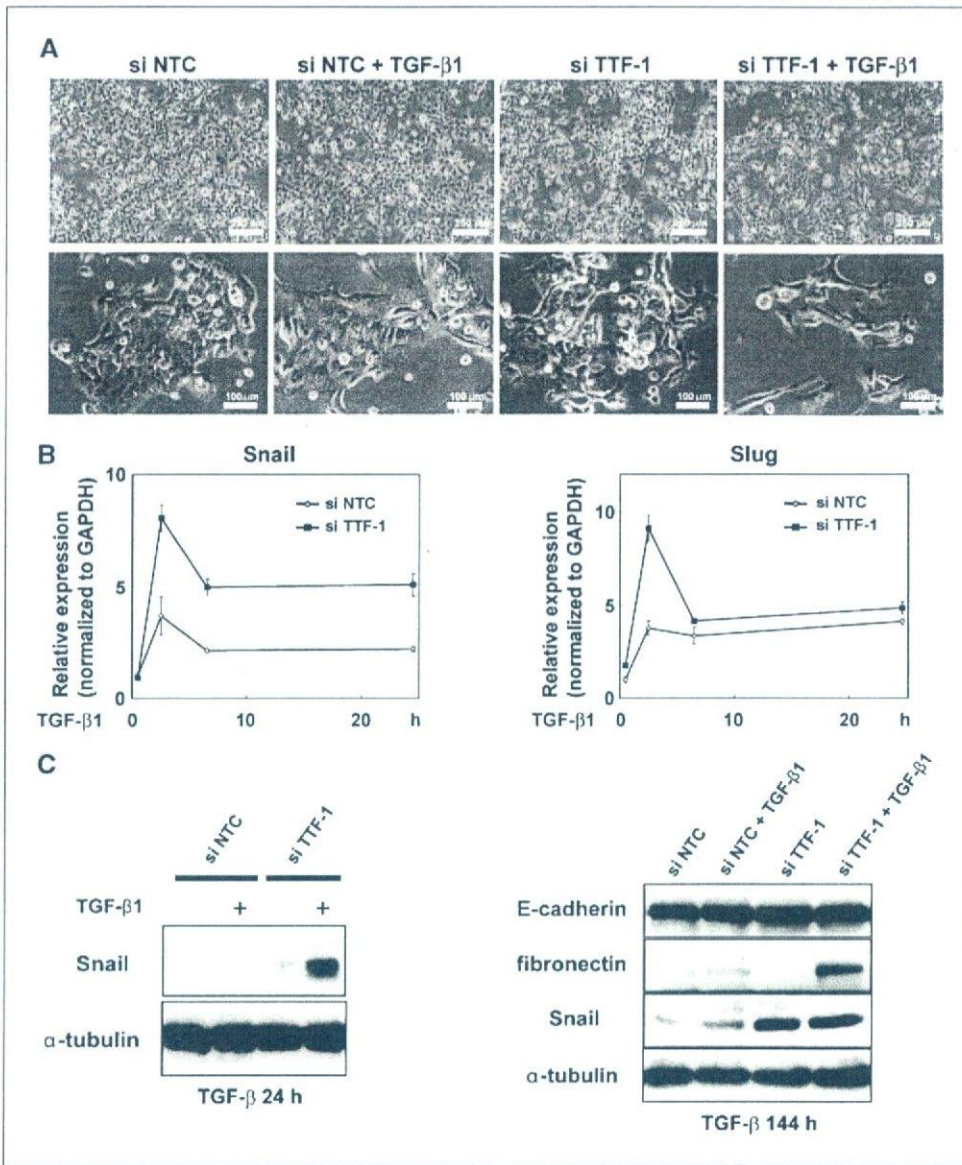 A
si NTC
si NTC + TGF-β1
si TTF-1
si TTF-1 + TGF-β1
100 μm
100 μm
100 μm
100 μm
B
Snail
Relative expression
(normalized to GAPDH)
10
5
0
si NTC
si TTF-1
TGF-β1 0 10 20 h
Slug
Relative expression
(normalized to GAPDH)
10
5
0
si NTC
si TTF-1
TGF-β1 0 10 20 h
C
si NTC
si TTF-1
TGF-β1 + +
Snail
α-tubulin
TGF-β 24 h
si NTC
si NTC + TGF-β1
si TTF-1
si TTF-1 + TGF-β1
E-cadherin
fibronectin
Snail
α-tubulin
TGF-β 144 h